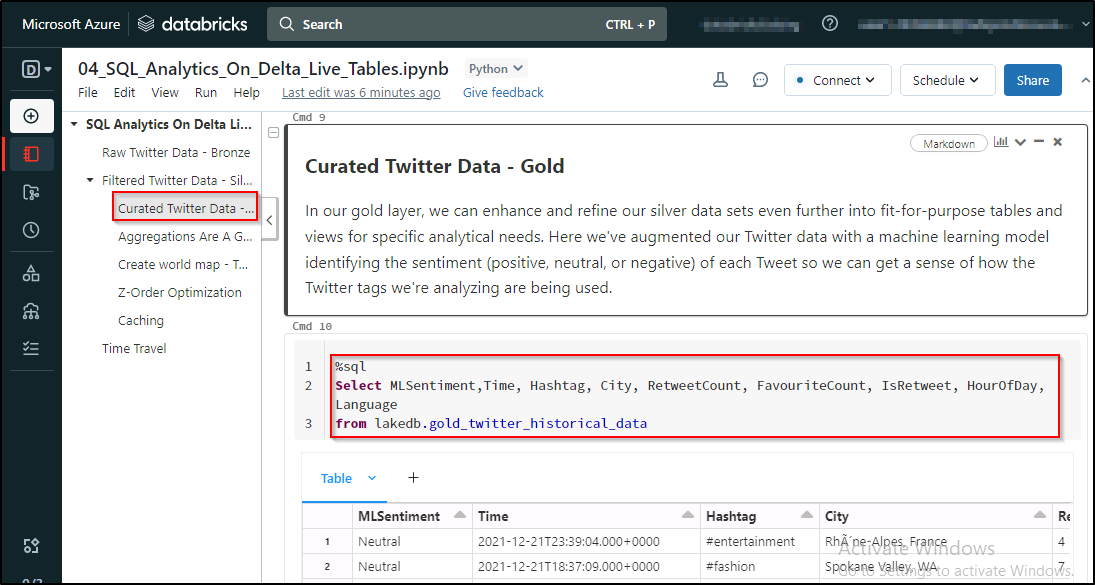 Microsoft Azure
databricks
Search
CTRL + P
04_SQL_Analytics_On_Delta_Live_Tables.ipynb
Python
File Edit View Run Help
Last edit was 6 minutes ago
Give feedback
Connect
Schedule
Share
SQL Analytics On Delta Li...
Raw Twitter Data - Bronze
Filtered Twitter Data - Sil...
Curated Twitter Data -...
Aggregations Are A G...
Create world map - T...
Z-Order Optimization
Caching
Time Travel
Cmd 9
Markdown
Curated Twitter Data - Gold
In our gold layer, we can enhance and refine our silver data sets even further into fit-for-purpose tables and
views for specific analytical needs. Here we've augmented our Twitter data with a machine learning model
identifying the sentiment (positive, neutral, or negative) of each Tweet so we can get a sense of how the
Twitter tags we're analyzing are being used.
Cmd 10
1 %sql
2 Select MLSentiment,Time, Hashtag, City, RetweetCount, FavouriteCount, IsRetweet, HourOfDay,
Language
3 from lakedb.gold_twitter_historical_data
Table
MLSentiment Time Hashtag City Re
1 Neutral 2021-12-21T23:39:04.000+0000 #entertainment RhÃ´ne-Alpes, France 4
2 Neutral 2021-12-21T18:37:09.000+0000 #fashion Spokane Valley, WA 7
Activate Windows
Go to Settings to activate Windows.